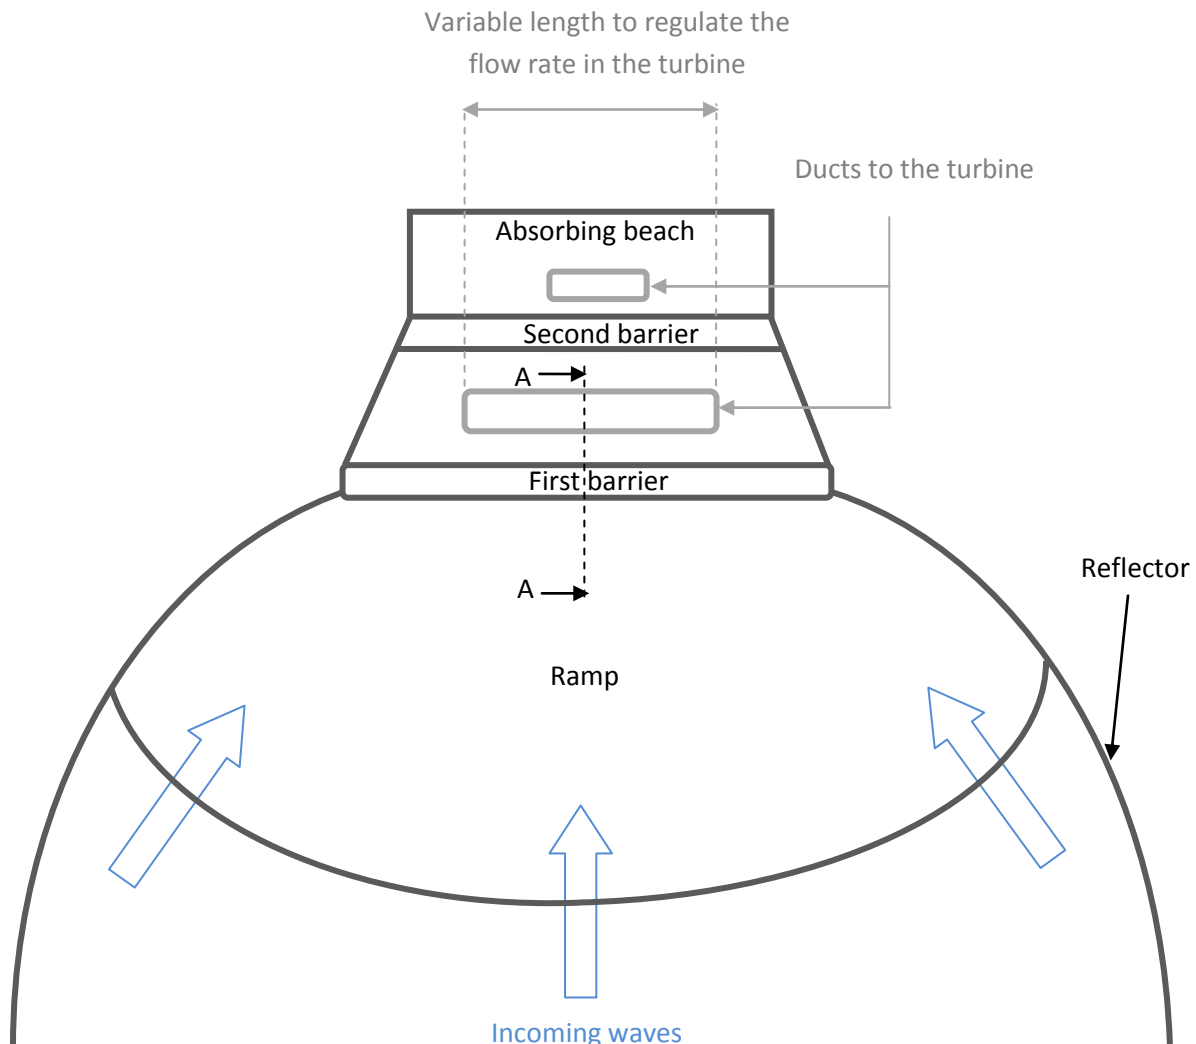 Variable length to regulate the
flow rate in the turbine
Ducts to the turbine
Absorbing beach
Second barrier
A
First barrier
Reflector
A
Ramp
Incoming waves